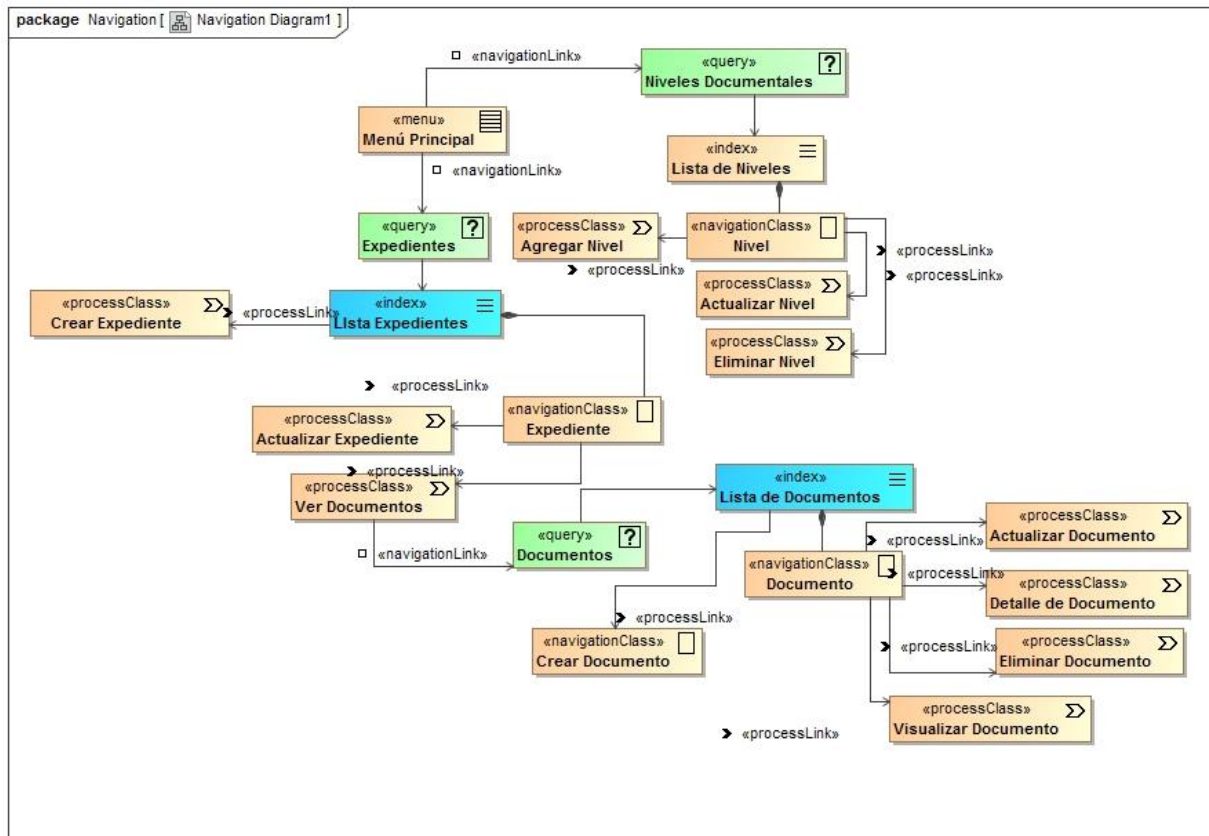 package Navigation [ Navigation Diagram1 ]
«navigationLink»
«query» ?
Niveles Documentales
«menu»
Menú Principal
«navigationLink»
«index»
Lista de Niveles
«query» ?
Expedientes
«processClass»
Agregar Nivel
«processLink»
«navigationClass»
Nivel
«processLink»
«processLink»
«processClass»
Actualizar Nivel
«processClass»
Eliminar Nivel
«processClass»
Crear Expediente
«processLink»
«index»
LIsta Expedientes
«processLink»
«processClass»
Actualizar Expediente
«navigationClass»
Expediente
«processLink»
«processClass»
Ver Documentos
«navigationLink»
«query» ?
Documentos
«index»
Lista de Documentos
«navigationClass»
Documento
«processLink»
«processClass»
Actualizar Documento
«processLink»
«processClass»
Detalle de Documento
«processLink»
«navigationClass»
Crear Documento
«processLink»
«processClass»
Eliminar Documento
«processClass»
Visualizar Documento
«processLink»